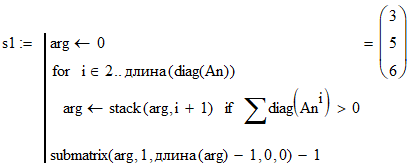 s1 := arg ← 0 = (3 5 6)
for i ∈ 2.. длина(diag(An))
arg ← stack(arg, i + 1) if ∑diag(Anⁱ) > 0
submatrix(arg, 1, длина(arg) − 1, 0, 0) − 1